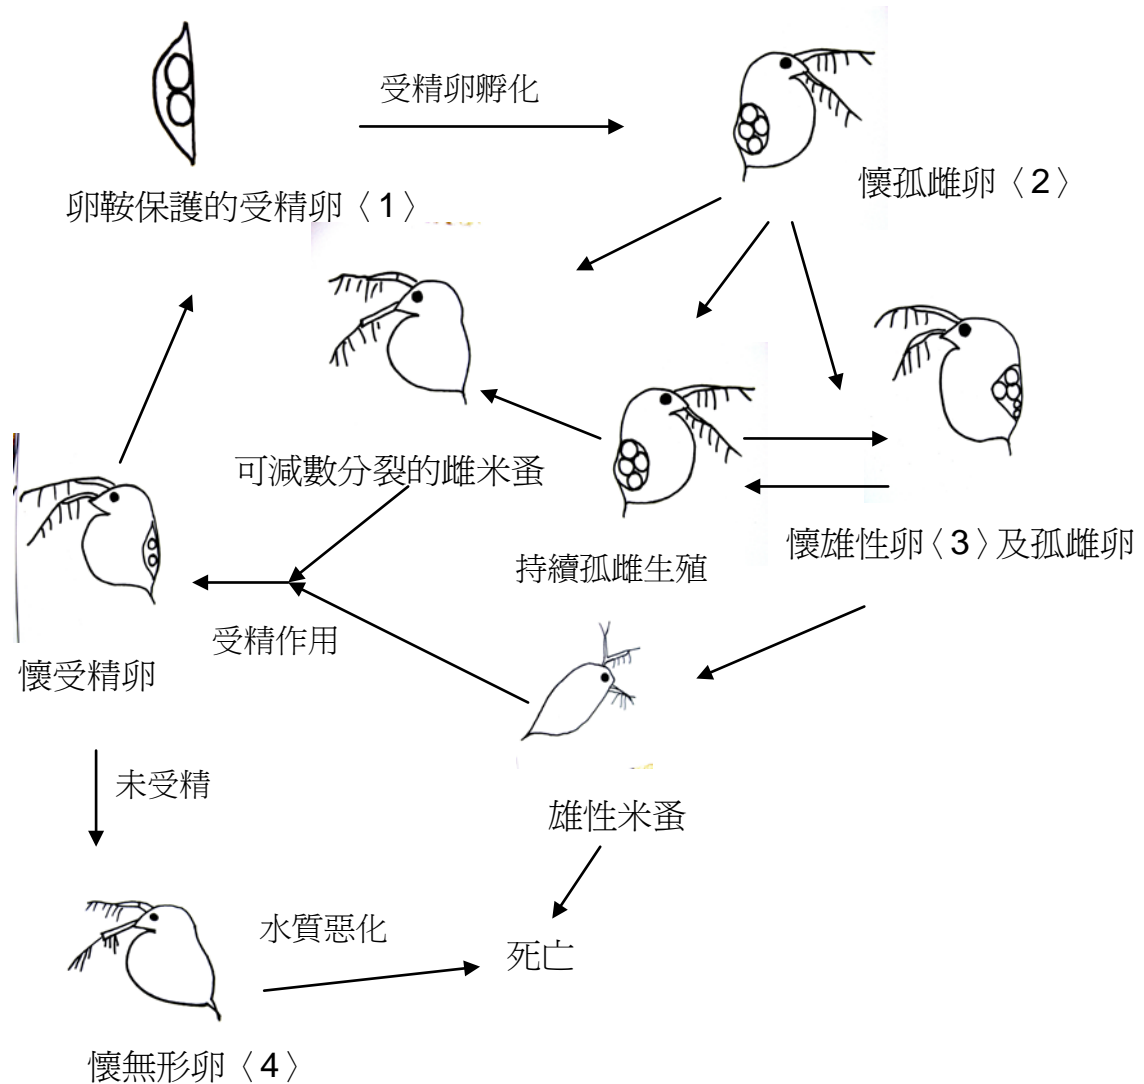 受精卵孵化
卵鞍保護的受精卵〈1〉
懷孤雌卵〈2〉
可減數分裂的雌米蚤
持續孤雌生殖
懷雄性卵〈3〉及孤雌卵
受精作用
懷受精卵
未受精
雄性米蚤
水質惡化
死亡
懷無形卵〈4〉